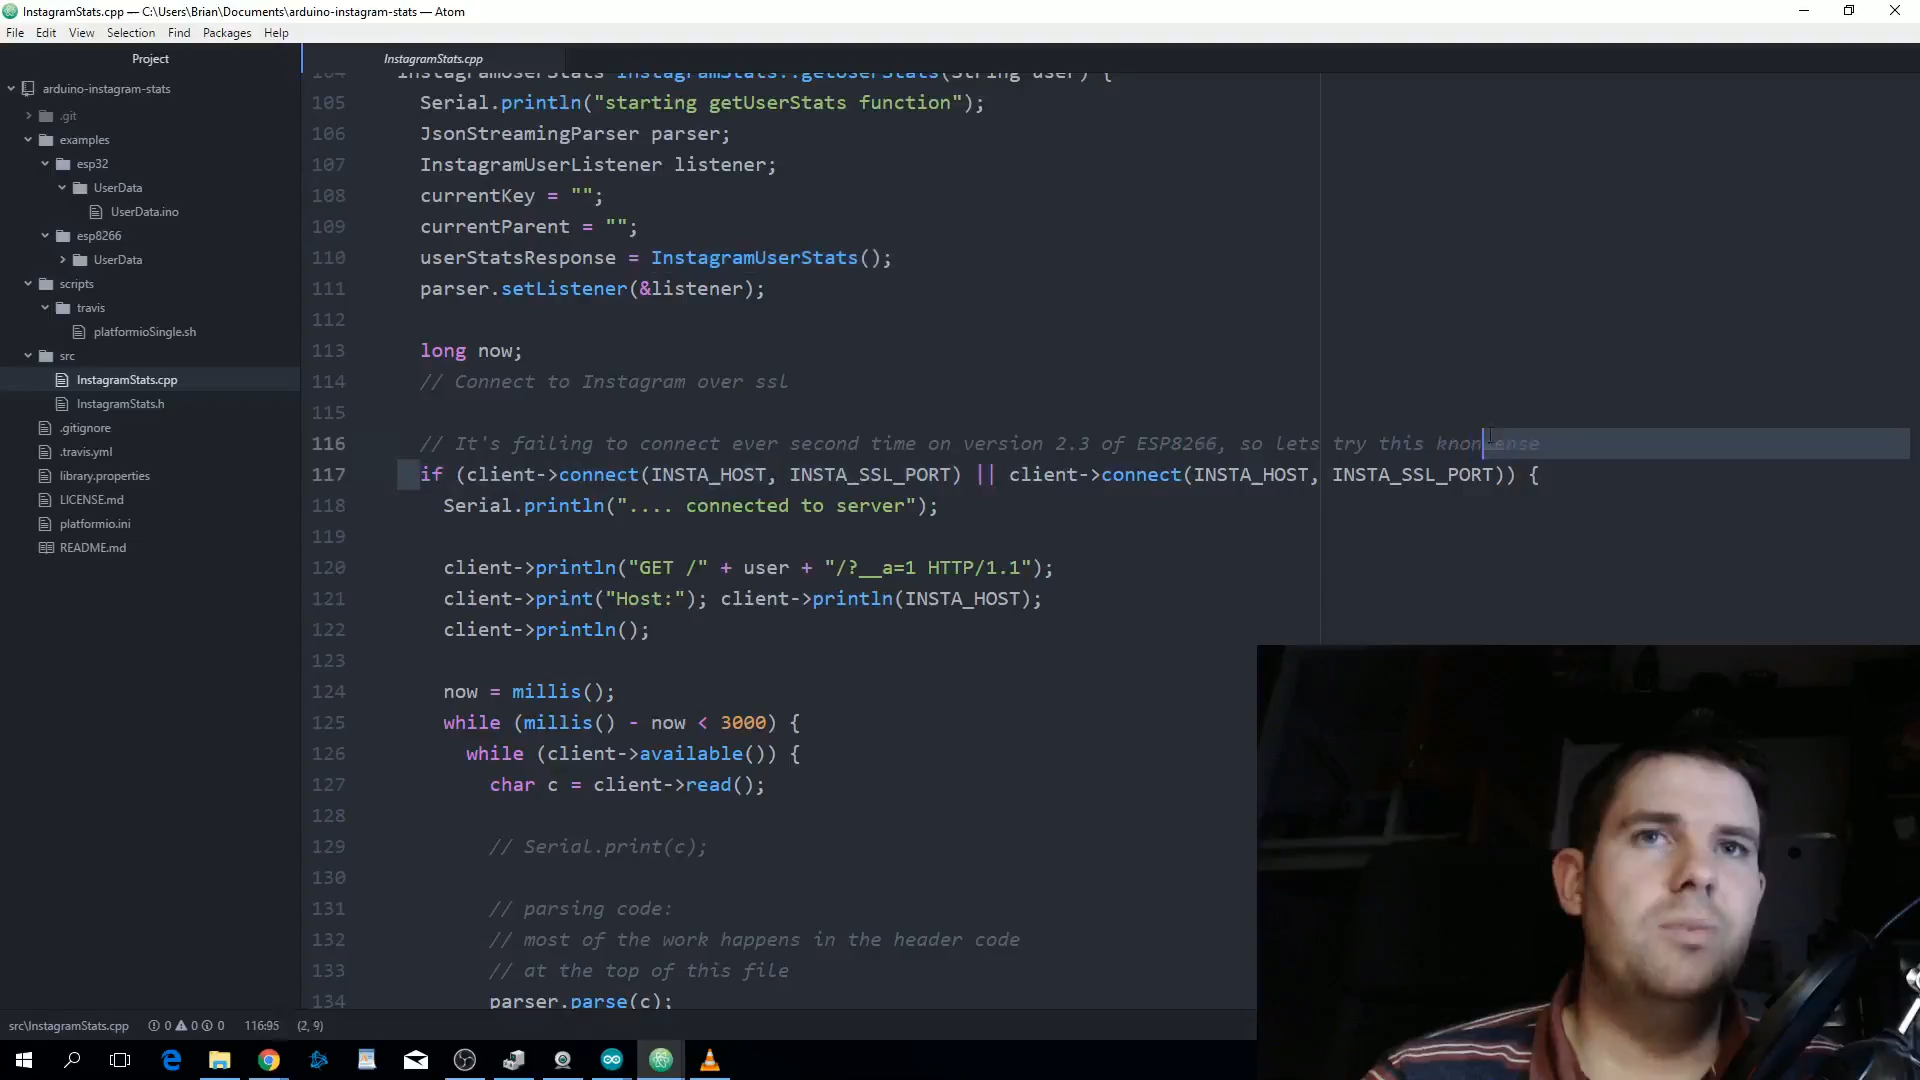 InstagramStats.cpp — C:\Users\Brian\Documents\arduino-instagram-stats — Atom
File Edit View Selection Find Packages Help
Project
arduino-instagram-stats
.git
examples
esp32
UserData
UserData.ino
esp8266
UserData
scripts
travis
platformioSingle.sh
src
InstagramStats.cpp
InstagramStats.h
.gitignore
.travis.yml
library.properties
LICENSE.md
platformio.ini
README.md
InstagramStats.cpp
104 InstagramUserStats InstagramStats::getUserStats(String user) {
105 Serial.println("starting getUserStats function");
106 JsonStreamingParser parser;
107 InstagramUserListener listener;
108 currentKey = "";
109 currentParent = "";
110 userStatsResponse = InstagramUserStats();
111 parser.setListener(&listener);
112
113 long now;
114 // Connect to Instagram over ssl
115
116 // It's failing to connect ever second time on version 2.3 of ESP8266, so lets try this
117 if (client->connect(INSTA_HOST, INSTA_SSL_PORT) || client->connect(INSTA_HOST, INSTA_SSL_PORT)) {
118 Serial.println(".... connected to server");
119
120 client->println("GET /" + user + "/?__a=1 HTTP/1.1");
121 client->print("Host:"); client->println(INSTA_HOST);
122 client->println();
123
124 now = millis();
125 while (millis() - now < 3000) {
126 while (client->available()) {
127 char c = client->read();
128
129 // Serial.print(c);
130
131 // parsing code:
132 // most of the work happens in the header code
133 // at the top of this file
134 parser.parse(c);
src\InstagramStats.cpp 0 0 0 116:95 (2, 9)